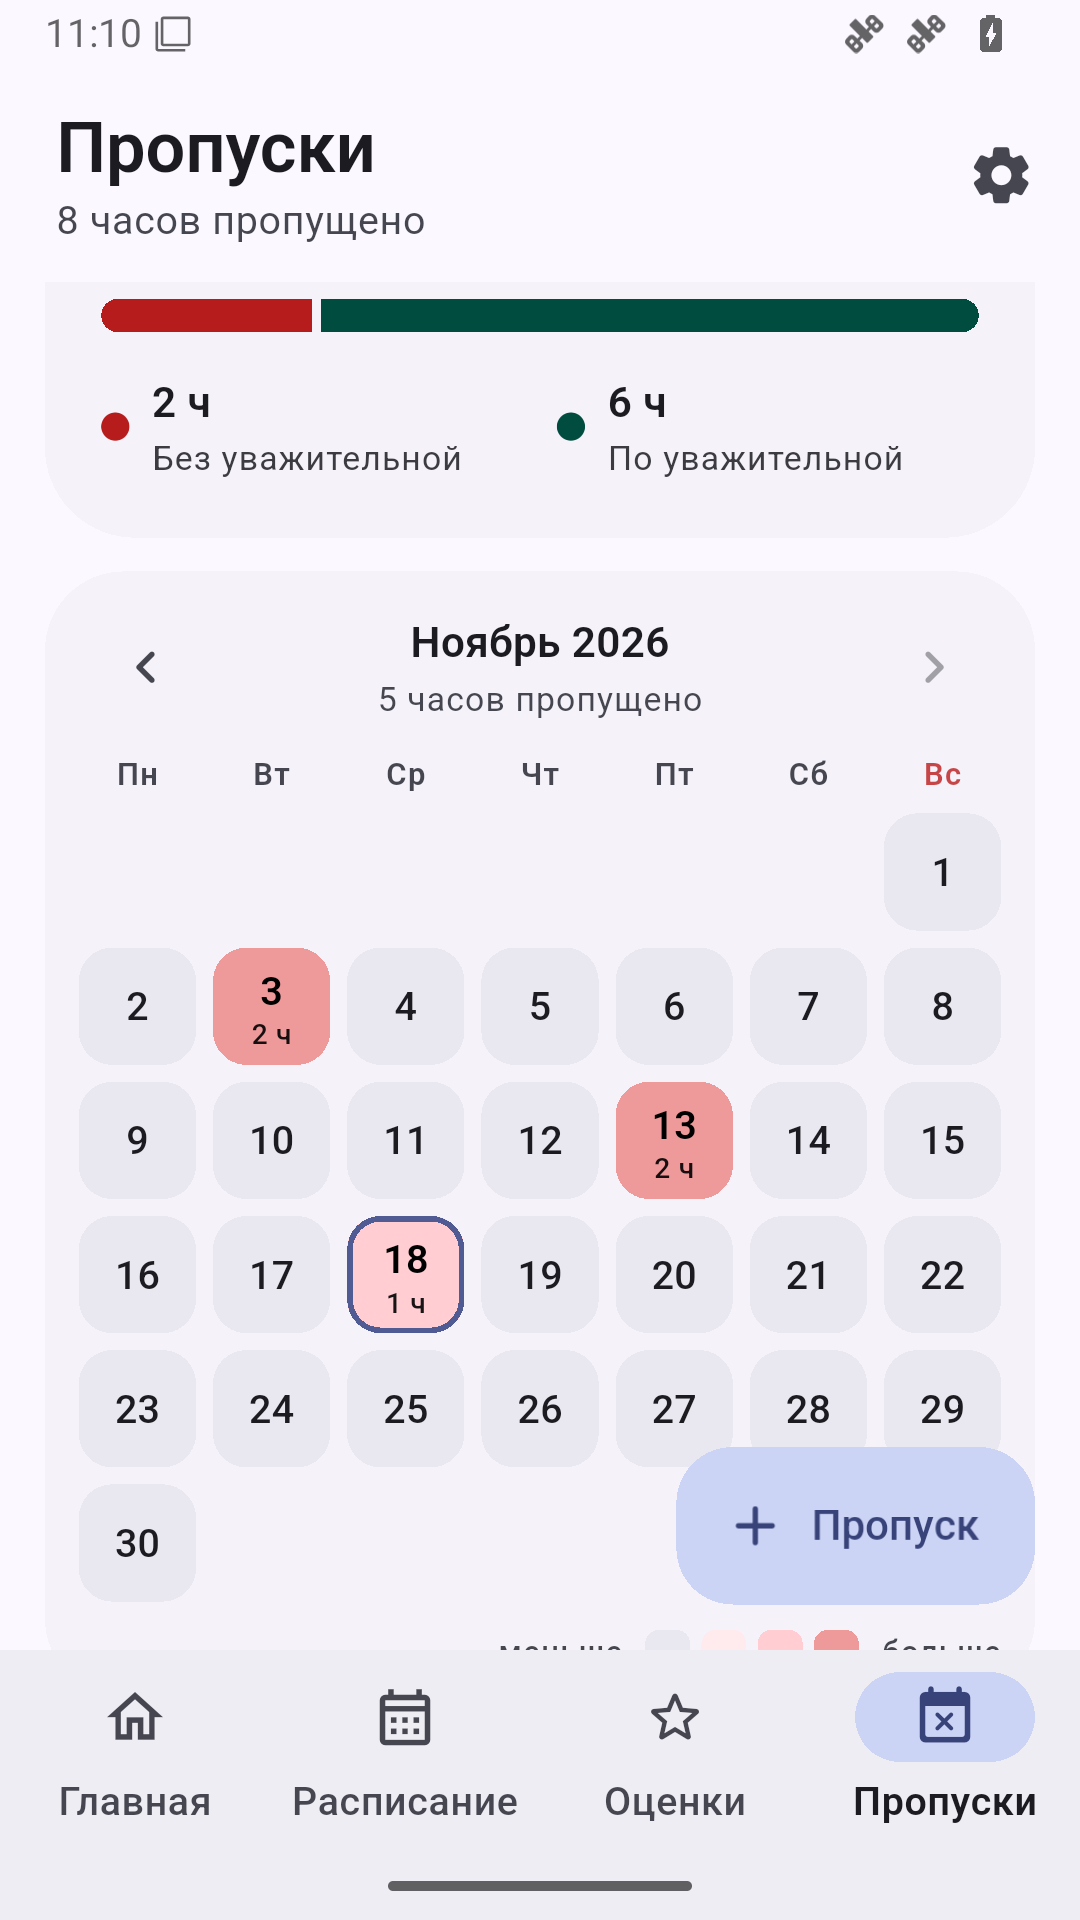 11:10
Пропуски
8 часов пропущено
2 ч
6 ч
Без уважительной
По уважительной
Ноябрь 2026
5 часов пропущено
Пн Вт Ср Чт Пт Сб Вс
1
2 3 4 5 6 7 8
2 ч
9 10 11 12 13 14 15
2 ч
16 17 18 19 20 21 22
1 ч
23 24 25 26 27 28 29
30
Пропуск
меньше больше
Главная Расписание Оценки Пропуски